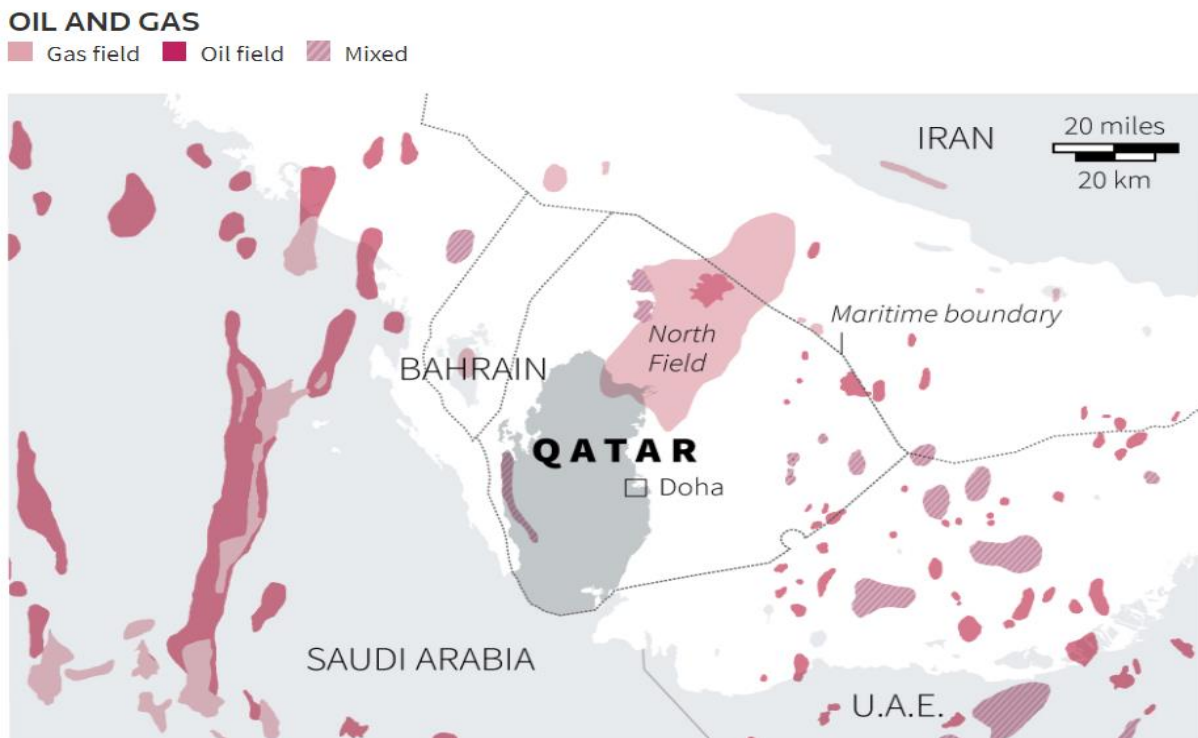 OIL AND GAS
Gas field Oil field Mixed
IRAN
20 miles
20 km
Maritime boundary
North
Field
BAHRAIN
QATAR
Doha
SAUDI ARABIA
U.A.E.